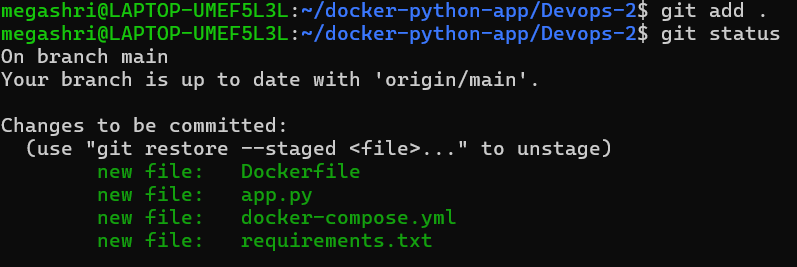 megashri@LAPTOP-UMEF5L3L:~/docker-python-app/Devops-2$ git add .
megashri@LAPTOP-UMEF5L3L:~/docker-python-app/Devops-2$ git status
On branch main
Your branch is up to date with 'origin/main'.

Changes to be committed:
  (use "git restore --staged <file>..." to unstage)
        new file:   Dockerfile
        new file:   app.py
        new file:   docker-compose.yml
        new file:   requirements.txt